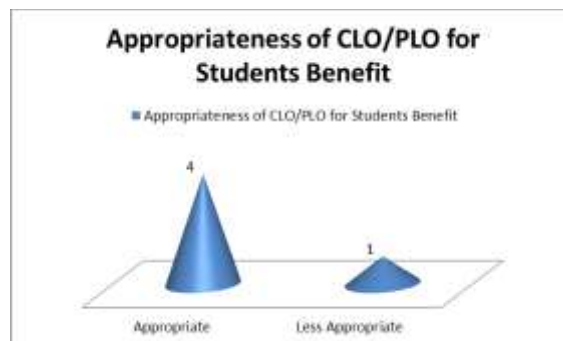 Appropriateness of CLO/PLO for
Students Benefit
Appropriateness of CLO/PLO for Students Benefit
4
1
Appropriate
Less Appropriate